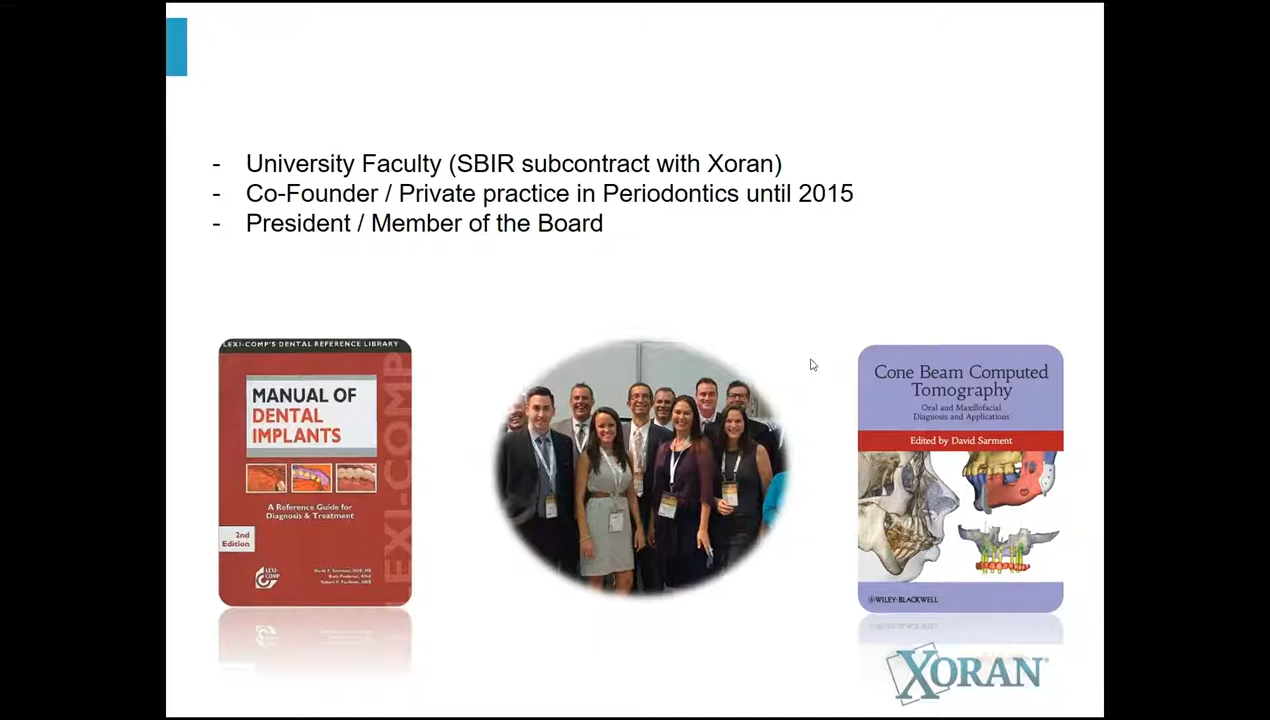 - University Faculty (SBIR subcontract with Xoran)
- Co-Founder / Private practice in Periodontics until 2015
- President / Member of the Board
LEXI-COMP'S DENTAL REFERENCE LIBRARY
MANUAL OF
DENTAL
IMPLANTS
A Reference Guide for
Diagnosis & Treatment
2nd
Edition
LEXI-
COMP
LEXI-COMP
Cone Beam Computed
Tomography
Oral and Maxillofacial
Diagnosis and Applications
Edited by David Sarment
WILEY-BLACKWELL
XORAN®